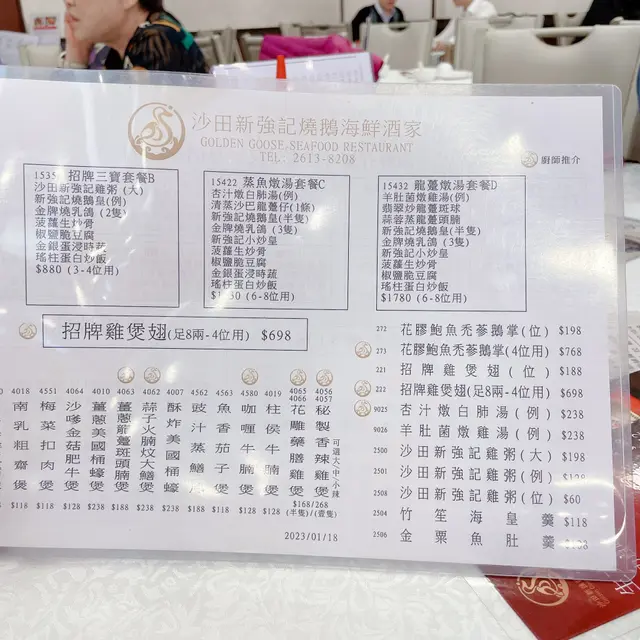 沙田新強記燒鵝海鮮酒家
GOLDEN GOOSE SEAFOOD RESTAURANT
TEL. 2613-8208
廚師推介
招牌三寶套餐B
沙田新強記雞粥 (大)
新強記燒鵝皇 (例)
金牌燒乳鴿 (2隻)
菠蘿生炒骨
椒鹽脆豆腐
金銀蛋浸時蔬
瑤柱蛋白炒飯
$880 (3-4位用)
15422 蒸魚燉湯套餐C
杏汁燉白肺湯(例)
清蒸沙巴龍躉仔(1條)
新強記燒鵝皇(半隻)
金牌燒乳鴿 (3隻)
新強記小炒皇
菠蘿生炒骨
椒鹽脆豆腐
金銀蛋浸時蔬
瑤柱蛋白炒飯
(6-8位用)
15432 龍躉燉湯套餐D
羊肚菌燉雞湯(例)
翡翠炒龍躉斑球
蒜蓉蒸龍躉頭腩
新強記燒鵝皇(半隻)
金牌燒乳鴿 (3隻)
新強記小炒皇
菠蘿生炒骨
椒鹽脆豆腐
瑤柱蛋白炒飯
$1780 (6-8位用)
招牌雞煲翅(足8兩-4位用) $698
272 花膠鮑魚禿蔘鵝掌(位) $198
273 花膠鮑魚禿蔘鵝掌(4位用) $768
221 招牌雞煲翅(位) $188
222 招牌雞煲翅(足8兩-4位用) $698
9025 杏汁燉白肺湯(例) $238
9026 羊肚菌燉雞湯(例) $238
2500 沙田新強記雞粥(大) $198
2501 沙田新強記雞粥(例)
2508 沙田新強記雞粥(位) $60
2504 竹笙海皇羹 $118
2506 金粟魚肚羹
4018 南乳粗齋煲 $118
4551 梅菜扣肉煲 $118
4064 沙嗲金菇肥牛煲 $128
4010 薑蔥美國桶蠔煲 $128
4063 薑蔥龍躉斑頭腩煲 $188
4062 蒜子火腩炆大鱔煲 $188
4007 酥炸美國桶蠔 $128
4562 豉汁蒸鱔
4563 魚香茄子煲 $118
4580 咖喱牛腩煲 $128
4019 柱侯牛腩煲 $128
4065
4066
花雕藥膳雞煲
4056
4057
秘製香辣雞煲
可選大中小辣
$168/268
(半隻)/(壹隻)
2023/01/18